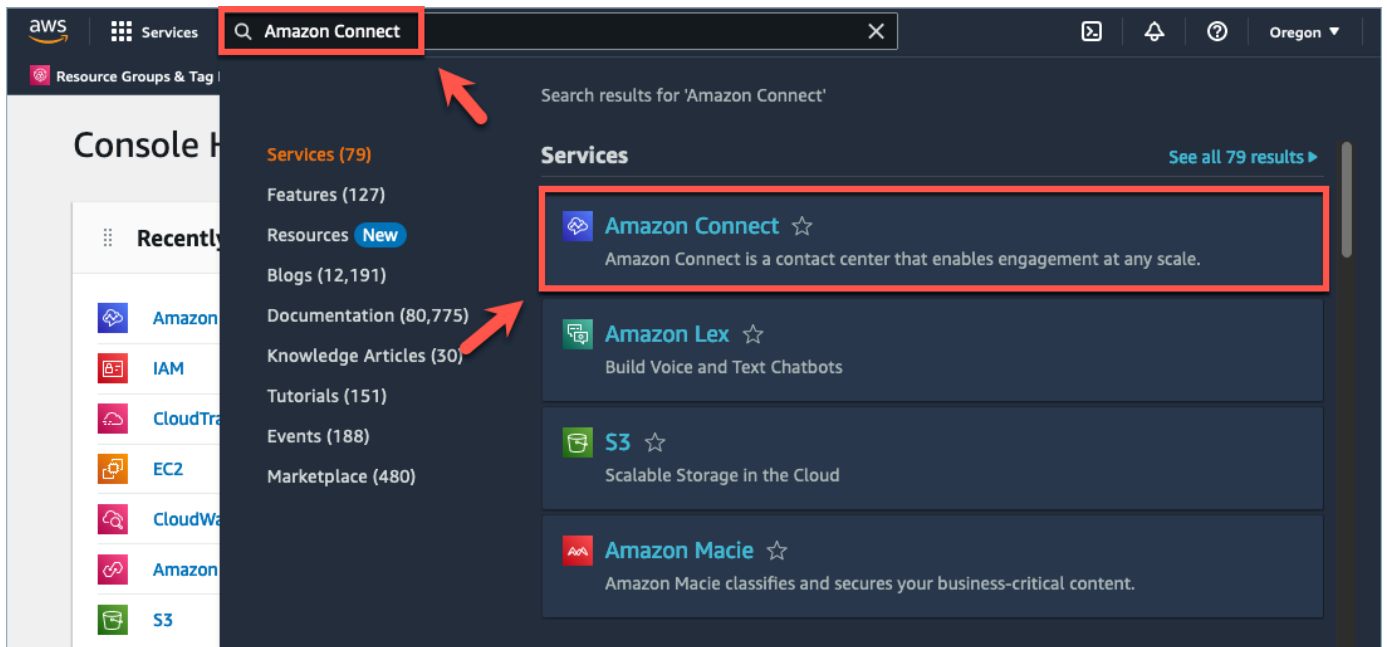 aws
Services
Amazon Connect
Oregon
Resource Groups & Tag
Search results for 'Amazon Connect'
Console
Services (79)
Features (127)
Resources New
Blogs (12,191)
Documentation (80,775)
Knowledge Articles (30)
Tutorials (151)
Events (188)
Marketplace (480)
Services
See all 79 results
Amazon Connect
Amazon Connect is a contact center that enables engagement at any scale.
Amazon Lex
Build Voice and Text Chatbots
S3
Scalable Storage in the Cloud
Amazon Macie
Amazon Macie classifies and secures your business-critical content.
Recently
Amazon
IAM
CloudTra
EC2
CloudWa
Amazon
S3